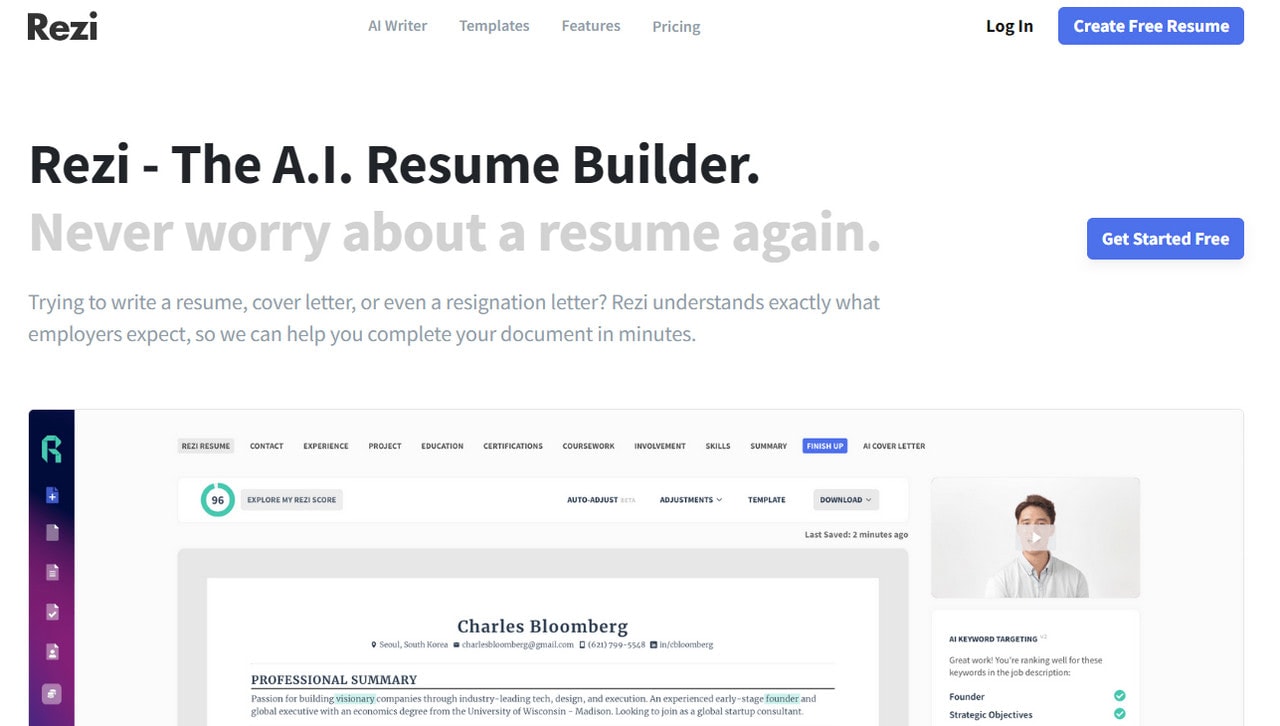 Rezi
AI Writer Templates Features Pricing
Log In Create Free Resume
Rezi - The A.I. Resume Builder.
Never worry about a resume again.
Get Started Free
Trying to write a resume, cover letter, or even a resignation letter? Rezi understands exactly what
employers expect, so we can help you complete your document in minutes.
REZI RESUME CONTACT EXPERIENCE PROJECT EDUCATION CERTIFICATIONS COURSEWORK INVOLVEMENT SKILLS SUMMARY FINISH UP AI COVER LETTER
96 EXPLORE MY REZI SCORE AUTO-ADJUST BETA ADJUSTMENTS TEMPLATE DOWNLOAD
Last Saved: 2 minutes ago
Charles Bloomberg
Seoul, South Korea charlesbloomberg@gmail.com (621) 799-5548 in/cbloomberg
PROFESSIONAL SUMMARY
Passion for building visionary companies through industry-leading tech, design, and execution. An experienced early-stage founder and
global executive with an economics degree from the University of Wisconsin - Madison. Looking to join as a global startup consultant.
AI KEYWORD TARGETING
Great work! You're ranking well for these
keywords in the job description:
Founder
Strategic Objectives